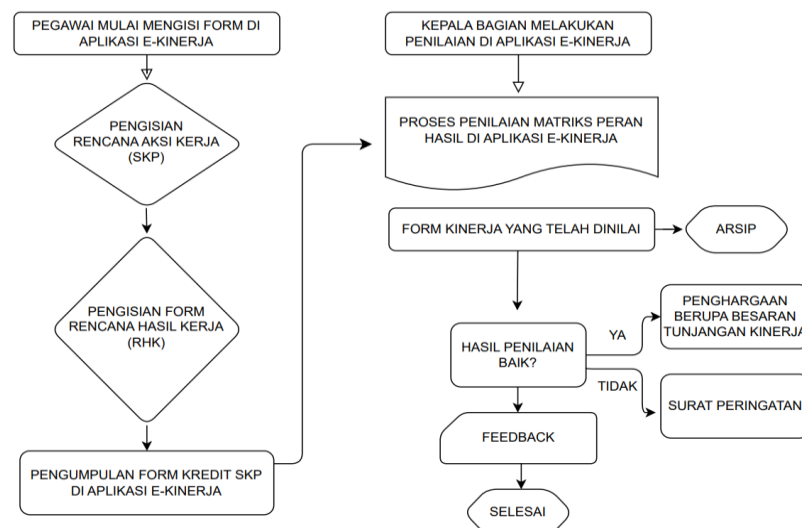 PEGAWAI MULAI MENGISI FORM DI
APLIKASI E-KINERJA
PENGISIAN
RENCANA AKSI KERJA
(SKP)
PENGISIAN FORM
RENCANA HASIL KERJA
(RHK)
PENGUMPULAN FORM KREDIT SKP
DI APLIKASI E-KINERJA
KEPALA BAGIAN MELAKUKAN
PENILAIAN DI APLIKASI E-KINERJA
PROSES PENILAIAN MATRIKS PERAN
HASIL DI APLIKASI E-KINERJA
FORM KINERJA YANG TELAH DINILAI
ARSIP
HASIL PENILAIAN
BAIK?
YA
PENGHARGAAN
BERUPA BESARAN
TUNJANGAN KINERJA
TIDAK
SURAT PERINGATAN
FEEDBACK
SELESAI